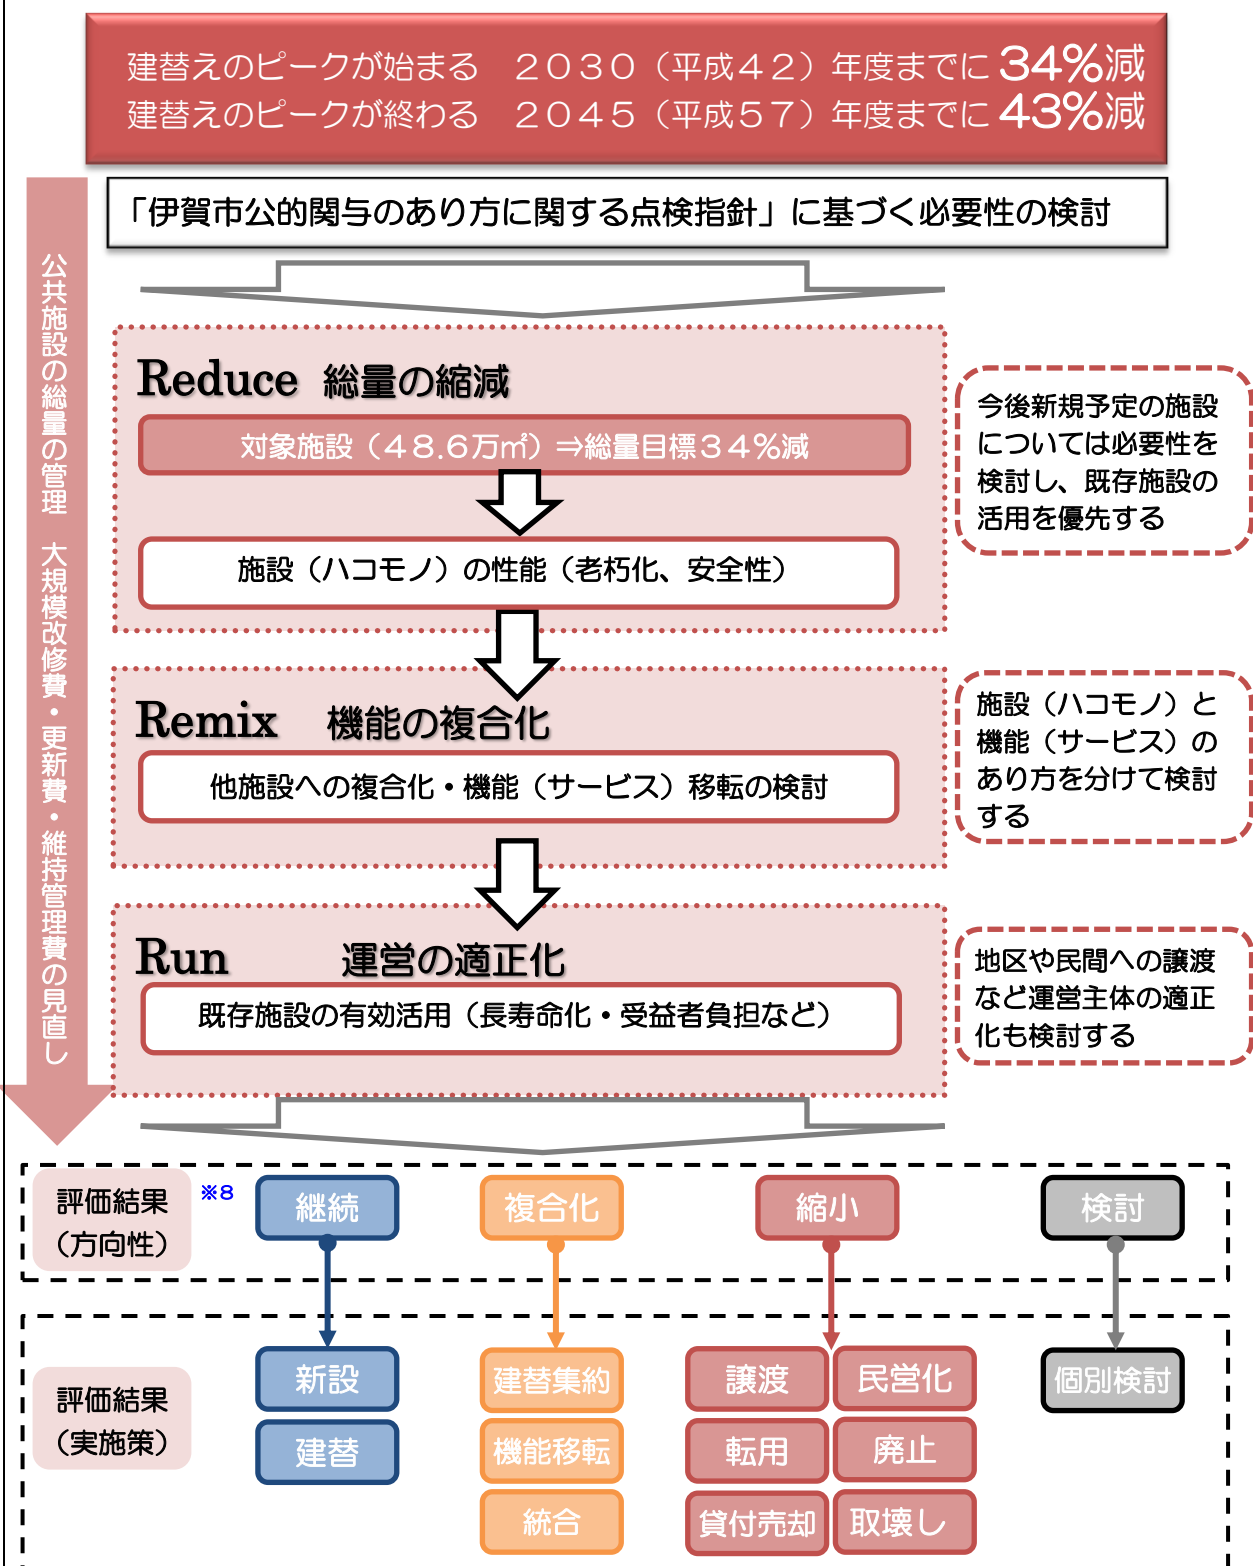 建替えのピークが始まる　２０３０（平成４２）年度までに 34%減
建替えのピークが終わる　２０４５（平成５７）年度までに 43%減
「伊賀市公的関与のあり方に関する点検指針」に基づく必要性の検討
公共施設の総量の管理　大規模改修費・更新費・維持管理費の見直し
Reduce 総量の縮減
対象施設（４８.６万㎡）⇒総量目標３４％減
施設（ハコモノ）の性能（老朽化、安全性）
今後新規予定の施設
については必要性を
検討し、既存施設の
活用を優先する
Remix 機能の複合化
他施設への複合化・機能（サービス）移転の検討
施設（ハコモノ）と
機能（サービス）の
あり方を分けて検討
する
Run 運営の適正化
既存施設の有効活用（長寿命化・受益者負担など）
地区や民間への譲渡
など運営主体の適正
化も検討する
評価結果
（方向性）
※8
継続
複合化
縮小
検討
評価結果
（実施策）
新設
建替
建替集約
機能移転
統合
譲渡
民営化
転用
廃止
貸付売却
取壊し
個別検討